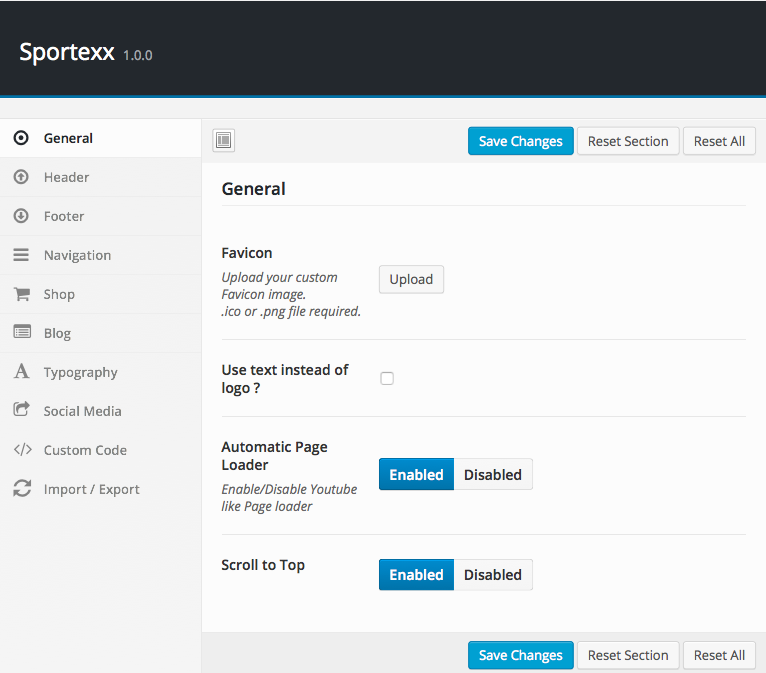 Sportexx 1.0.0
General
Header
Footer
Navigation
Shop
Blog
Typography
Social Media
Custom Code
Import / Export
Save Changes Reset Section Reset All
General
Favicon
Upload your custom
Favicon image.
.ico or .png file required.
Upload
Use text instead of
logo ?
Automatic Page
Loader
Enable/Disable Youtube
like Page loader
Enabled Disabled
Scroll to Top
Enabled Disabled
Save Changes Reset Section Reset All